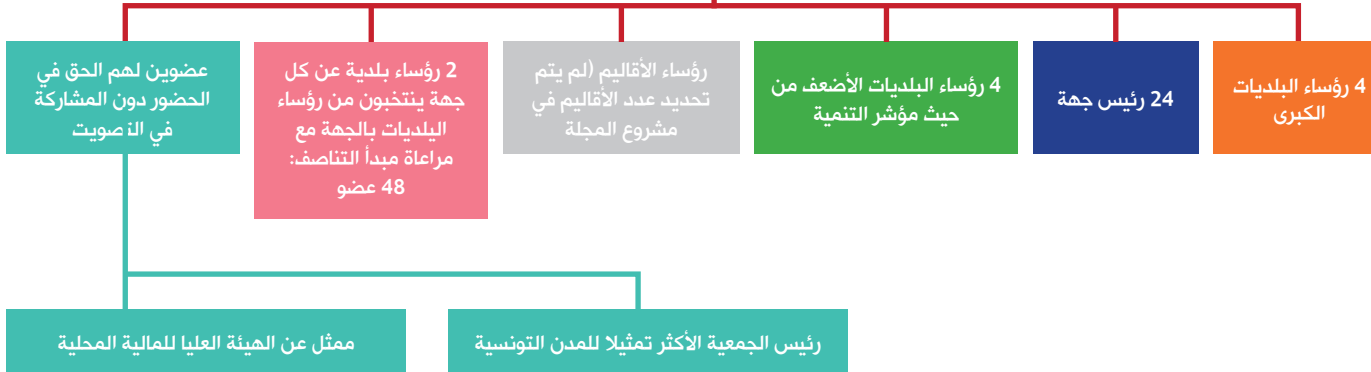 4 رؤساء البلديات
الكبرى
24 رئيس جهة
4 رؤساء البلديات الأضعف من
حيث مؤشر التنمية
رؤساء الأقاليم (لم يتم
تحديد عدد الأقاليم في
مشروع المجلة
2 رؤساء بلدية عن كل
جهة ينتخبون من رؤساء
البلديات بالجهة مع
مراعاة مبدأ التناصف:
48 عضو
عضوين لهم الحق في
الحضور دون المشاركة
في التصويت
رئيس الجمعية الأكثر تمثيلا للمدن التونسية
ممثل عن الهيئة العليا للمالية المحلية